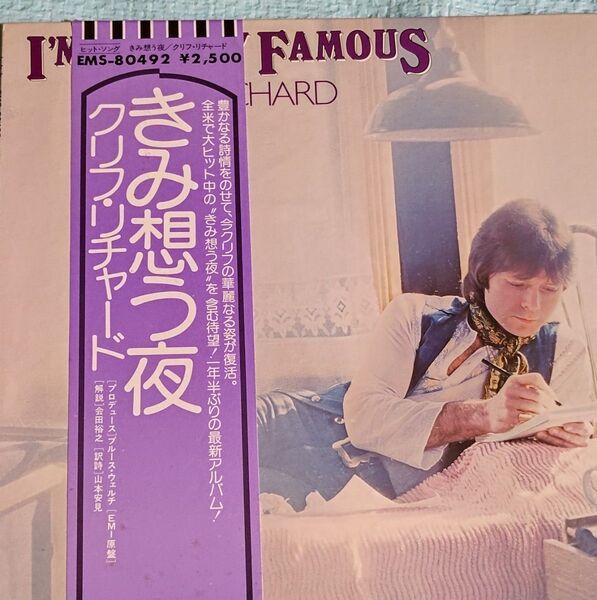 I'M Y FAMOUS
CHARD
ヒット・ソング きみ想う夜/クリフ・リチャード
EMS-80492 ¥2,500
きみ想う夜
クリフ・リチャード
豊かなる詩情をのせて、今クリフの華麗なる姿が復活。
全米で大ヒット中の〝きみ想う夜〟を含む待望!一年半ぶりの最新アルバム!
[プロデュース]ブルース・ウェルチ[EMI原盤]
[解説]会田裕之[訳詩]山本安見